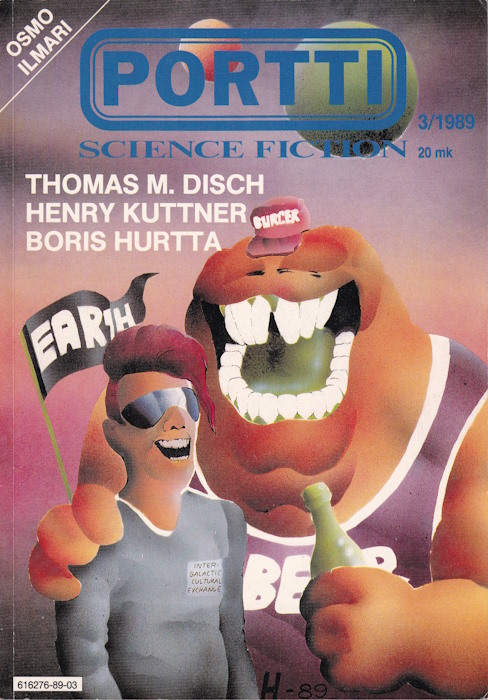 OSMO
ILMARI
PORTTI
3/1989
SCIENCE FICTION
20 mk
THOMAS M. DISCH
HENRY KUTTNER
BORIS HURTTA
BURGER
EARTH
INTER-
GALACTIC
CULTURAL
EXCHANGE
BEER
H-89
616276-89-03